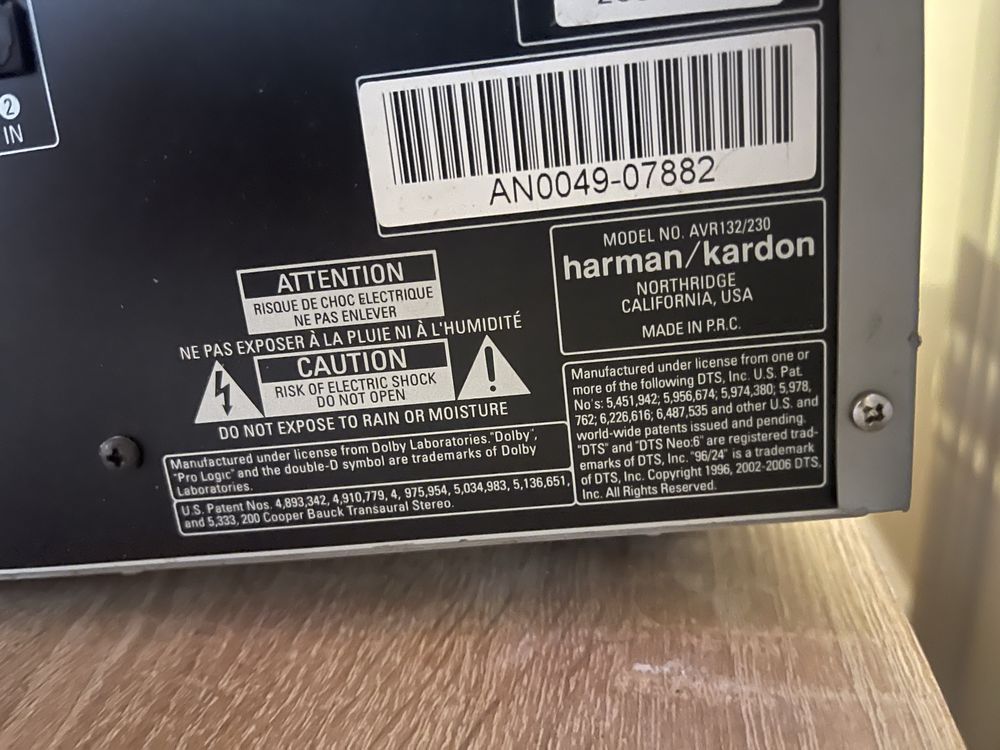 2
IN
AN0049-07882
MODEL NO. AVR132/230
harman/kardon
NORTHRIDGE
CALIFORNIA, USA
MADE IN P.R.C.
ATTENTION
RISQUE DE CHOC ELECTRIQUE
NE PAS ENLEVER
NE PAS EXPOSER À LA PLUIE NI À L'HUMIDITÉ
CAUTION
RISK OF ELECTRIC SHOCK
DO NOT OPEN
DO NOT EXPOSE TO RAIN OR MOISTURE
Manufactured under license from Dolby Laboratories."Dolby",
"Pro Logic" and the double-D symbol are trademarks of Dolby
Laboratories.
U.S. Patent Nos. 4,893,342, 4,910,779, 4, 975,954, 5,034,983, 5,136,651,
and 5,333, 200 Cooper Bauck Transaural Stereo.
Manufactured under license from one or
more of the following DTS, Inc. U.S. Pat.
No's: 5,451,942; 5,956,674; 5,974,380; 5,978,
762; 6,226,616; 6,487,535 and other U.S. and
world-wide patents issued and pending.
"DTS" and "DTS Neo:6" are registered trad-
emarks of DTS, Inc. "96/24" is a trademark
of DTS, Inc. Copyright 1996, 2002-2006 DTS,
Inc. All Rights Reserved.